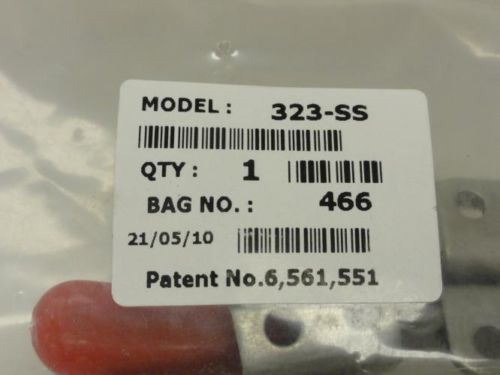 MODEL : 323-SS
QTY : 1
BAG NO. : 466
21/05/10
Patent No.6,561,551